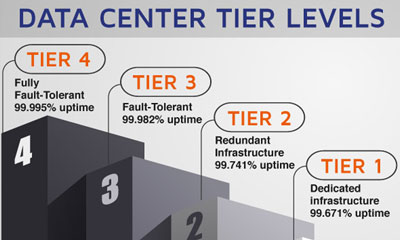 DATA CENTER TIER LEVELS
TIER 4
Fully
Fault-Tolerant
99.995% uptime
TIER 3
Fault-Tolerant
99.982% uptime
TIER 2
Redundant
Infrastructure
99.741% uptime
TIER 1
Dedicated
infrastructure
99.671% uptime
4
3
2